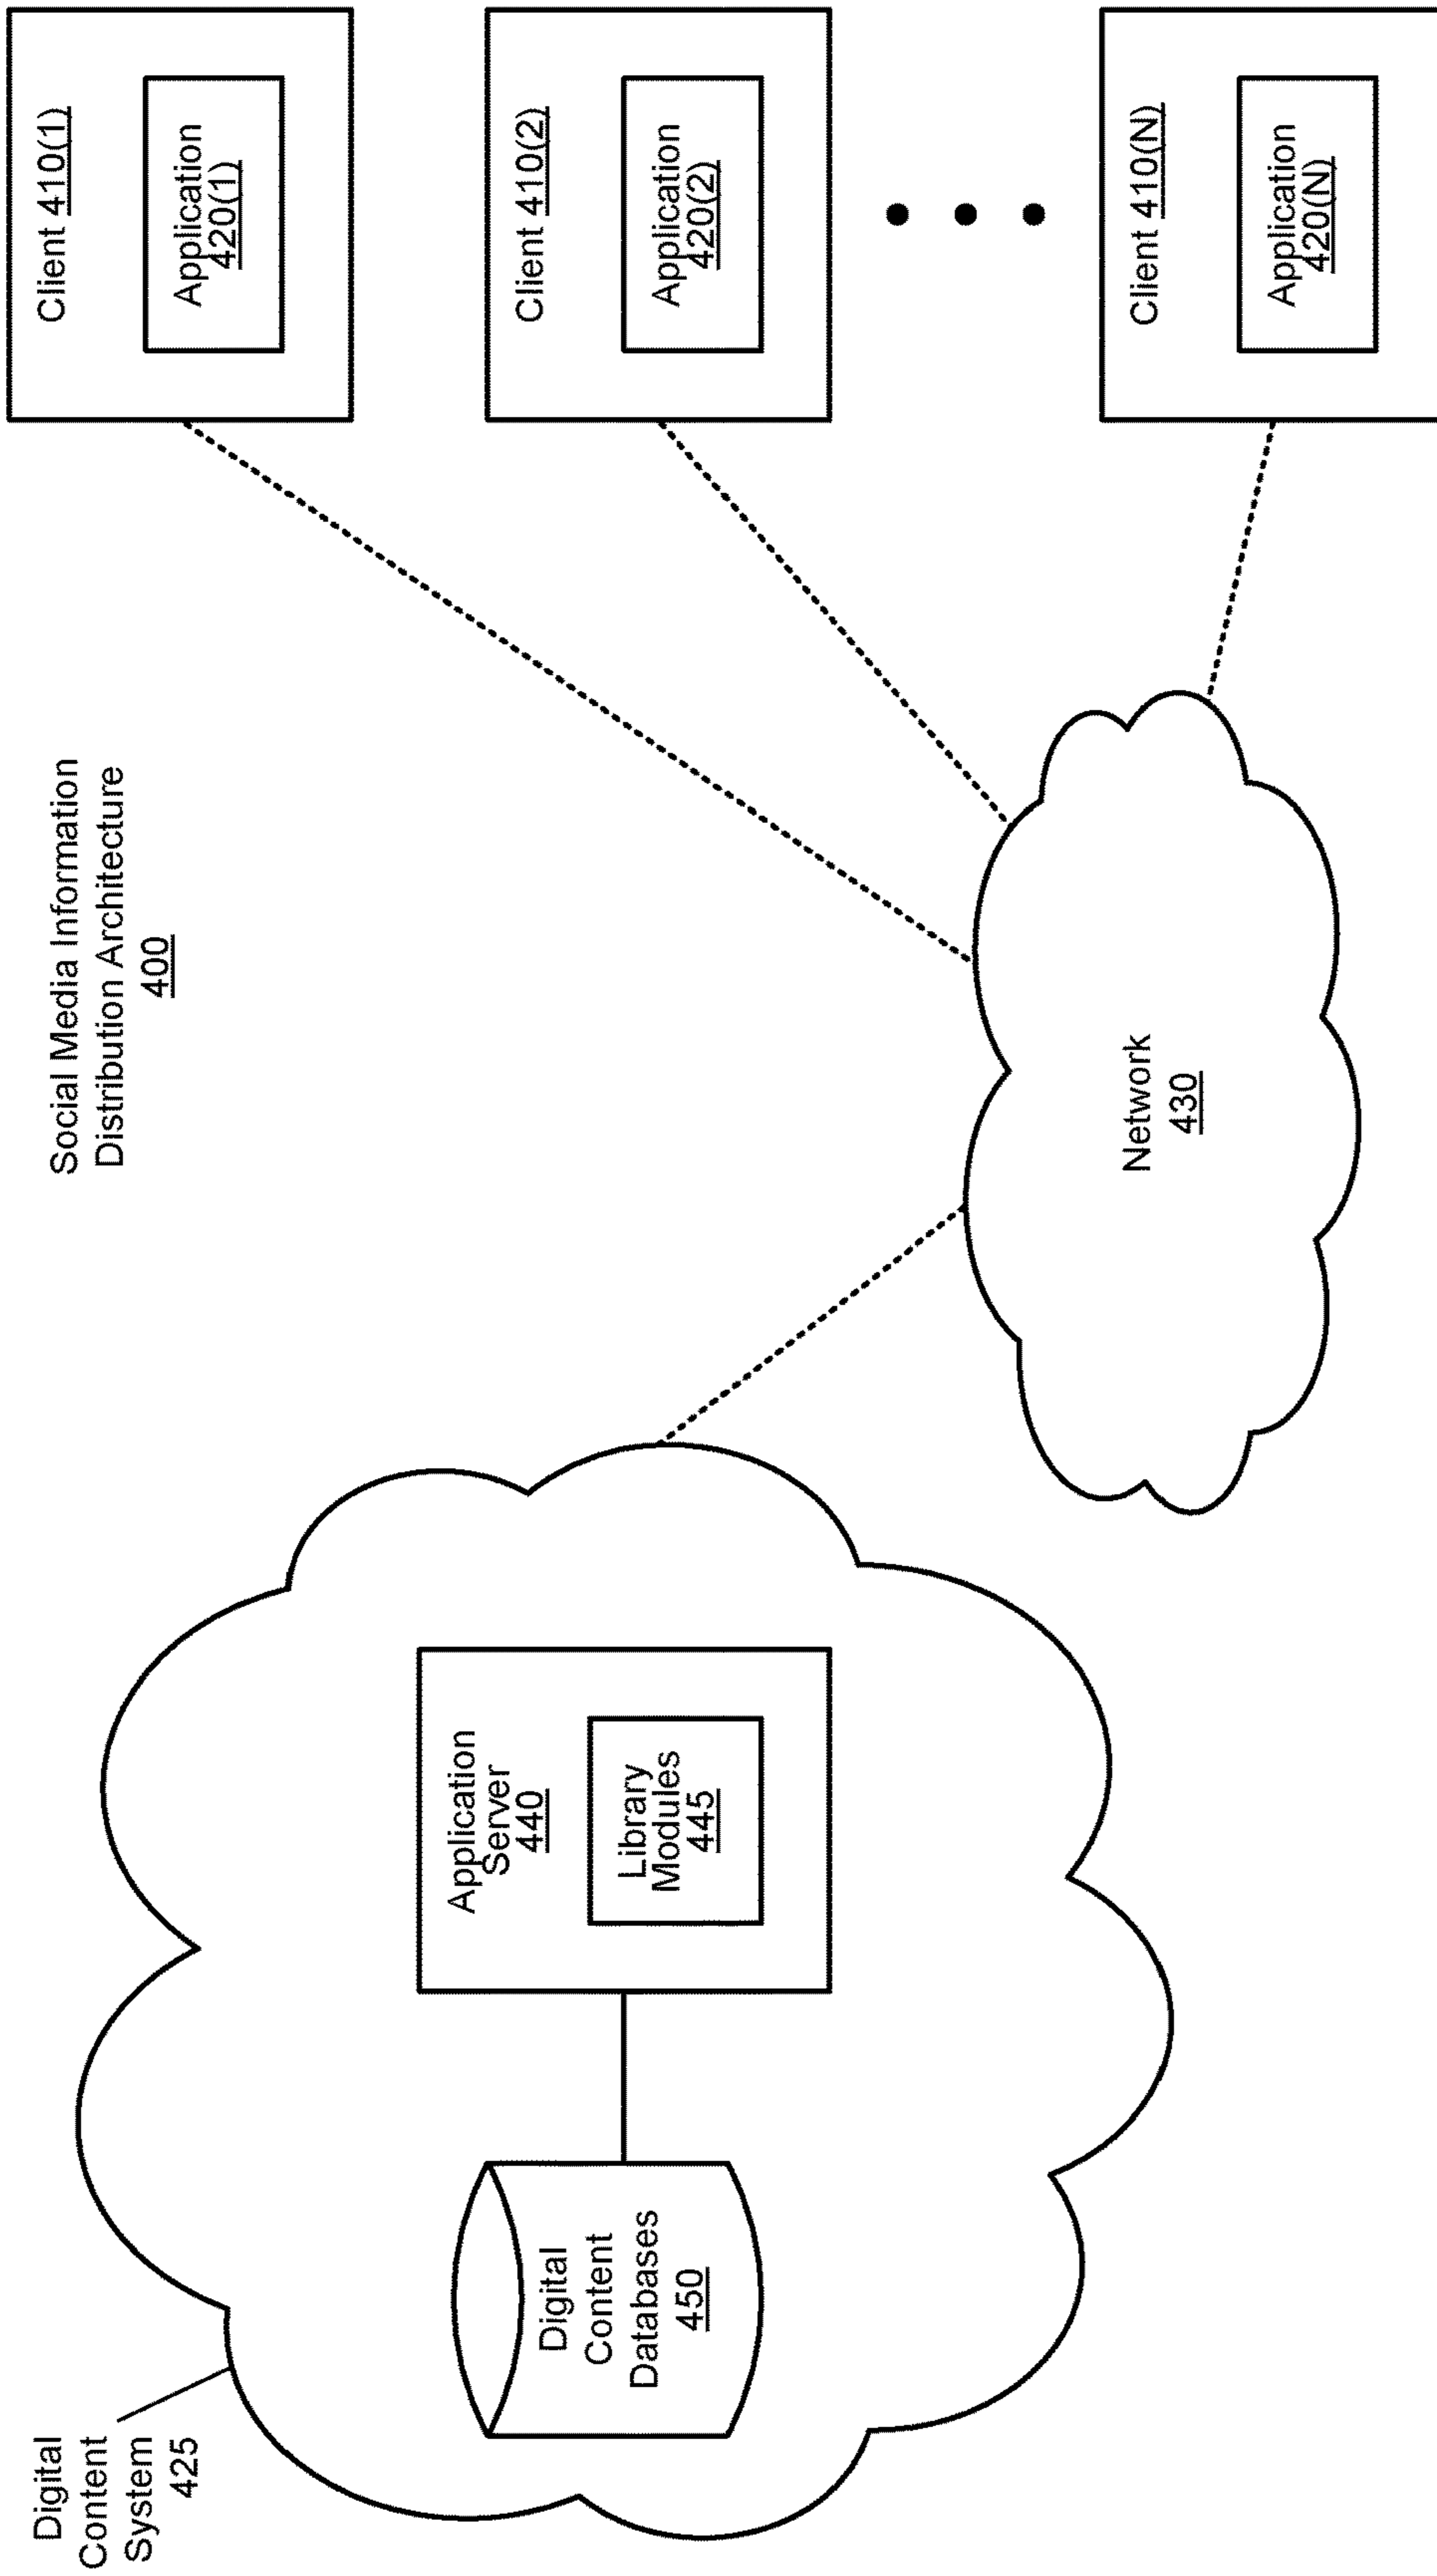 Social Media Information
Distribution Architecture
400
Digital
Content
System 425
Digital
Content
Databases
450
Application
Server
440
Library
Modules
445
Network
430
Client 410(1)
Application
420(1)
Client 410(2)
Application
420(2)
Client 410(N)
Application
420(N)